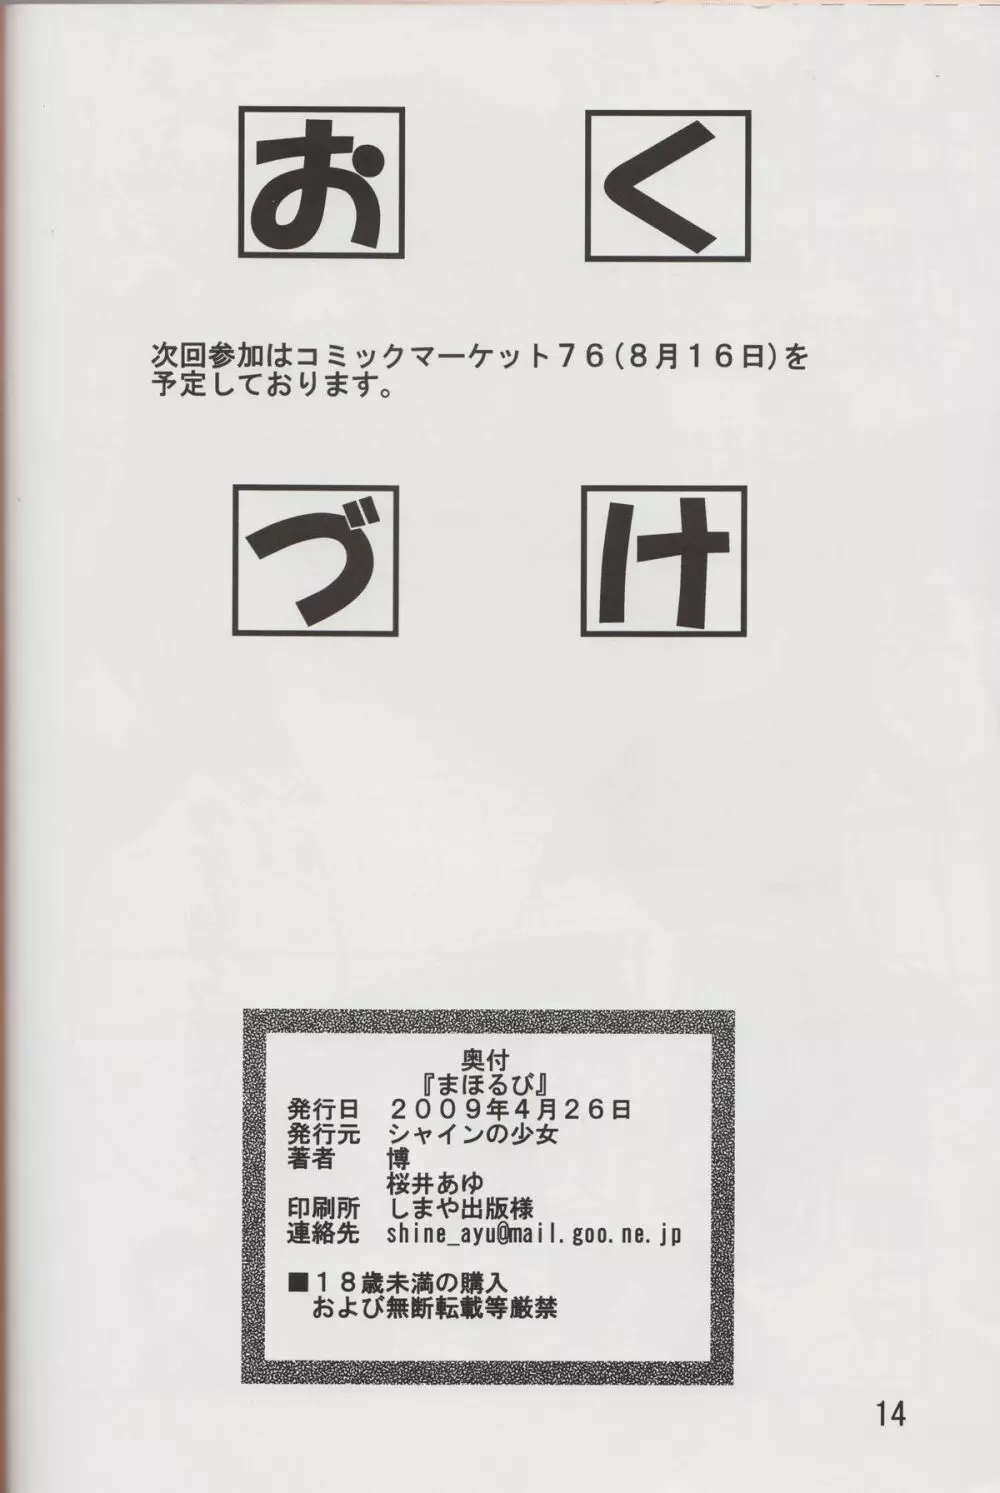 おく
次回参加はコミックマーケット７６(８月１６日)を
予定しております。
づけ
奥付
『まほるび』
発行日　２００９年４月２６日
発行元　シャインの少女
著者　　博
桜井あゆ
印刷所　しまや出版様
連絡先　shine_ayu@mail.goo.ne.jp
■１８歳未満の購入
および無断転載等厳禁
14